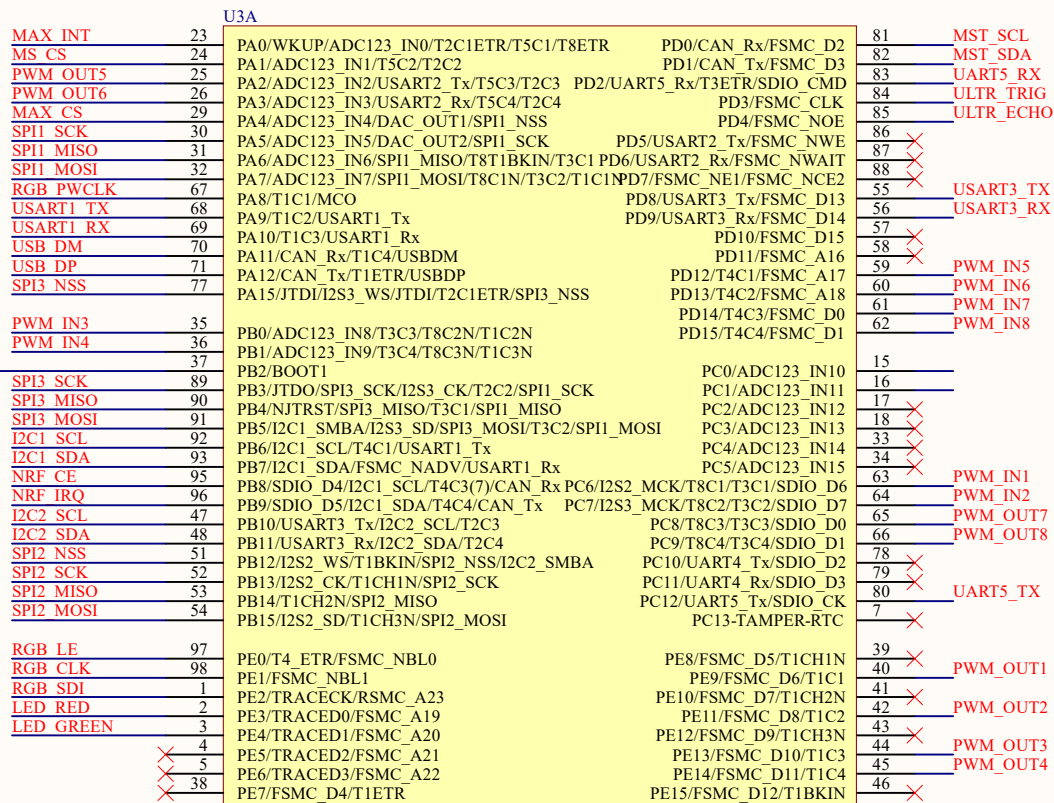 U3A
MAX_INT 23 PA0/WKUP/ADC123_IN0/T2C1ETR/T5C1/T8ETR PD0/CAN_Rx/FSMC_D2 81 MST_SCL
MS_CS 24 PA1/ADC123_IN1/T5C2/T2C2 PD1/CAN_Tx/FSMC_D3 82 MST_SDA
PWM_OUT5 25 PA2/ADC123_IN2/USART2_Tx/T5C3/T2C3 PD2/UART5_Rx/T3ETR/SDIO_CMD 83 UART5_RX
PWM_OUT6 26 PA3/ADC123_IN3/USART2_Rx/T5C4/T2C4 PD3/FSMC_CLK 84 ULTR_TRIG
MAX_CS 29 PA4/ADC123_IN4/DAC_OUT1/SPI1_NSS PD4/FSMC_NOE 85 ULTR_ECHO
SPI1_SCK 30 PA5/ADC123_IN5/DAC_OUT2/SPI1_SCK PD5/USART2_Tx/FSMC_NWE 86
SPI1_MISO 31 PA6/ADC123_IN6/SPI1_MISO/T8T1BKIN/T3C1 PD6/USART2_Rx/FSMC_NWAIT 87
SPI1_MOSI 32 PA7/ADC123_IN7/SPI1_MOSI/T8C1N/T3C2/T1C1N PD7/FSMC_NE1/FSMC_NCE2 88
RGB_PWCLK 67 PA8/T1C1/MCO PD8/USART3_Tx/FSMC_D13 55 USART3_TX
USART1_TX 68 PA9/T1C2/USART1_Tx PD9/USART3_Rx/FSMC_D14 56 USART3_RX
USART1_RX 69 PA10/T1C3/USART1_Rx PD10/FSMC_D15 57
USB_DM 70 PA11/CAN_Rx/T1C4/USBDM PD11/FSMC_A16 58
USB_DP 71 PA12/CAN_Tx/T1ETR/USBDP PD12/T4C1/FSMC_A17 59 PWM_IN5
SPI3_NSS 77 PA15/JTDI/I2S3_WS/JTDI/T2C1ETR/SPI3_NSS PD13/T4C2/FSMC_A18 60 PWM_IN6
PD14/T4C3/FSMC_D0 61 PWM_IN7
PWM_IN3 35 PB0/ADC123_IN8/T3C3/T8C2N/T1C2N PD15/T4C4/FSMC_D1 62 PWM_IN8
PWM_IN4 36 PB1/ADC123_IN9/T3C4/T8C3N/T1C3N
37 PB2/BOOT1 PC0/ADC123_IN10 15
SPI3_SCK 89 PB3/JTDO/SPI3_SCK/I2S3_CK/T2C2/SPI1_SCK PC1/ADC123_IN11 16
SPI3_MISO 90 PB4/NJTRST/SPI3_MISO/T3C1/SPI1_MISO PC2/ADC123_IN12 17
SPI3_MOSI 91 PB5/I2C1_SMBA/I2S3_SD/SPI3_MOSI/T3C2/SPI1_MOSI PC3/ADC123_IN13 18
I2C1_SCL 92 PB6/I2C1_SCL/T4C1/USART1_Tx PC4/ADC123_IN14 33
I2C1_SDA 93 PB7/I2C1_SDA/FSMC_NADV/USART1_Rx PC5/ADC123_IN15 34
NRF_CE 95 PB8/SDIO_D4/I2C1_SCL/T4C3(7)/CAN_Rx PC6/I2S2_MCK/T8C1/T3C1/SDIO_D6 63 PWM_IN1
NRF_IRQ 96 PB9/SDIO_D5/I2C1_SDA/T4C4/CAN_Tx PC7/I2S3_MCK/T8C2/T3C2/SDIO_D7 64 PWM_IN2
I2C2_SCL 47 PB10/USART3_Tx/I2C2_SCL/T2C3 PC8/T8C3/T3C3/SDIO_D0 65 PWM_OUT7
I2C2_SDA 48 PB11/USART3_Rx/I2C2_SDA/T2C4 PC9/T8C4/T3C4/SDIO_D1 66 PWM_OUT8
SPI2_NSS 51 PB12/I2S2_WS/T1BKIN/SPI2_NSS/I2C2_SMBA PC10/UART4_Tx/SDIO_D2 78
SPI2_SCK 52 PB13/I2S2_CK/T1CH1N/SPI2_SCK PC11/UART4_Rx/SDIO_D3 79
SPI2_MISO 53 PB14/T1CH2N/SPI2_MISO PC12/UART5_Tx/SDIO_CK 80 UART5_TX
SPI2_MOSI 54 PB15/I2S2_SD/T1CH3N/SPI2_MOSI PC13-TAMPER-RTC 7
RGB_LE 97 PE0/T4_ETR/FSMC_NBL0 PE8/FSMC_D5/T1CH1N 39
RGB_CLK 98 PE1/FSMC_NBL1 PE9/FSMC_D6/T1C1 40 PWM_OUT1
RGB_SDI 1 PE2/TRACECK/RSMC_A23 PE10/FSMC_D7/T1CH2N 41
LED_RED 2 PE3/TRACED0/FSMC_A19 PE11/FSMC_D8/T1C2 42 PWM_OUT2
LED_GREEN 3 PE4/TRACED1/FSMC_A20 PE12/FSMC_D9/T1CH3N 43
4 PE5/TRACED2/FSMC_A21 PE13/FSMC_D10/T1C3 44 PWM_OUT3
5 PE6/TRACED3/FSMC_A22 PE14/FSMC_D11/T1C4 45 PWM_OUT4
38 PE7/FSMC_D4/T1ETR PE15/FSMC_D12/T1BKIN 46